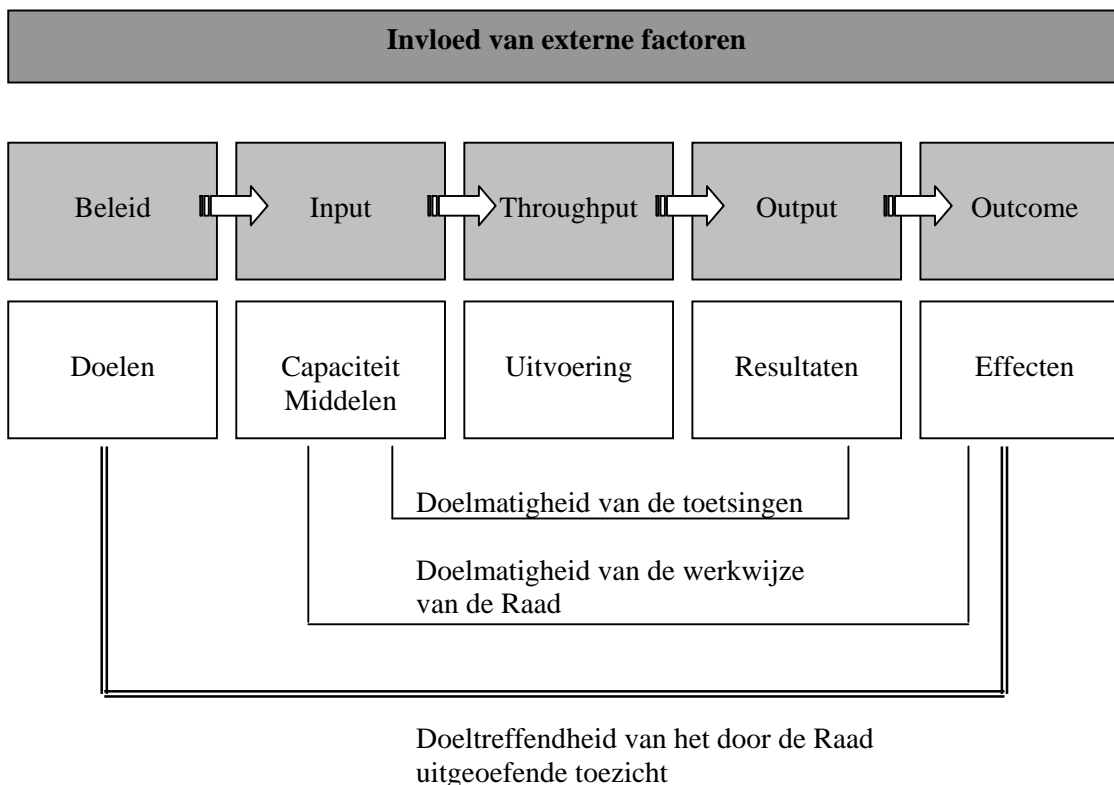 Invloed van externe factoren
Beleid
Input
Throughput
Output
Outcome
Doelen
Capaciteit
Middelen
Uitvoering
Resultaten
Effecten
Doelmatigheid van de toetsingen
Doelmatigheid van de werkwijze
van de Raad
Doeltreffendheid van het door de Raad
uitgeoefende toezicht